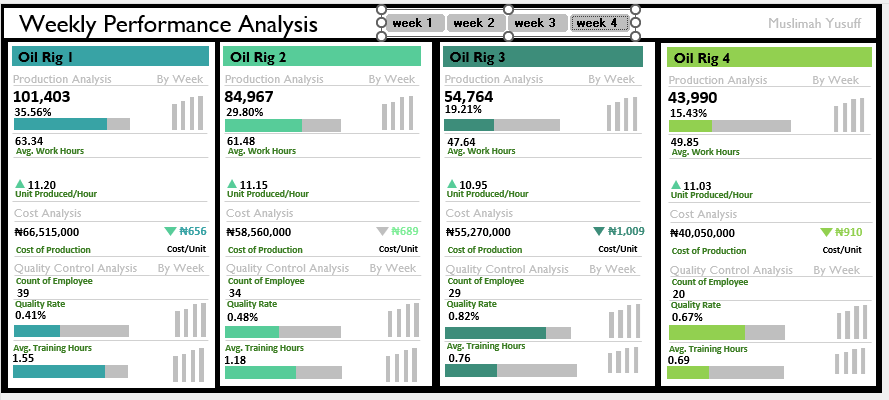 Weekly Performance Analysis
week 1 week 2 week 3 week 4
Muslimah Yusuff
Oil Rig 1
Production Analysis By Week
101,403
35.56%
63.34
Avg. Work Hours
11.20
Unit Produced/Hour
Cost Analysis
₦66,515,000 ₦656
Cost of Production Cost/Unit
Quality Control Analysis By Week
Count of Employee
39
Quality Rate
0.41%
Avg. Training Hours
1.55
Oil Rig 2
Production Analysis By Week
84,967
29.80%
61.48
Avg. Work Hours
11.15
Unit Produced/Hour
Cost Analysis
₦58,560,000 ₦689
Cost of Production Cost/Unit
Quality Control Analysis By Week
Count of Employee
34
Quality Rate
0.48%
Avg. Training Hours
1.18
Oil Rig 3
Production Analysis By Week
54,764
19.21%
47.64
Avg. Work Hours
10.95
Unit Produced/Hour
Cost Analysis
₦55,270,000 ₦1,009
Cost of Production Cost/Unit
Quality Control Analysis By Week
Count of Employee
29
Quality Rate
0.82%
Avg. Training Hours
0.76
Oil Rig 4
Production Analysis By Week
43,990
15.43%
49.85
Avg. Work Hours
11.03
Unit Produced/Hour
Cost Analysis
₦40,050,000 ₦910
Cost of Production Cost/Unit
Quality Control Analysis By Week
Count of Employee
20
Quality Rate
0.67%
Avg. Training Hours
0.69